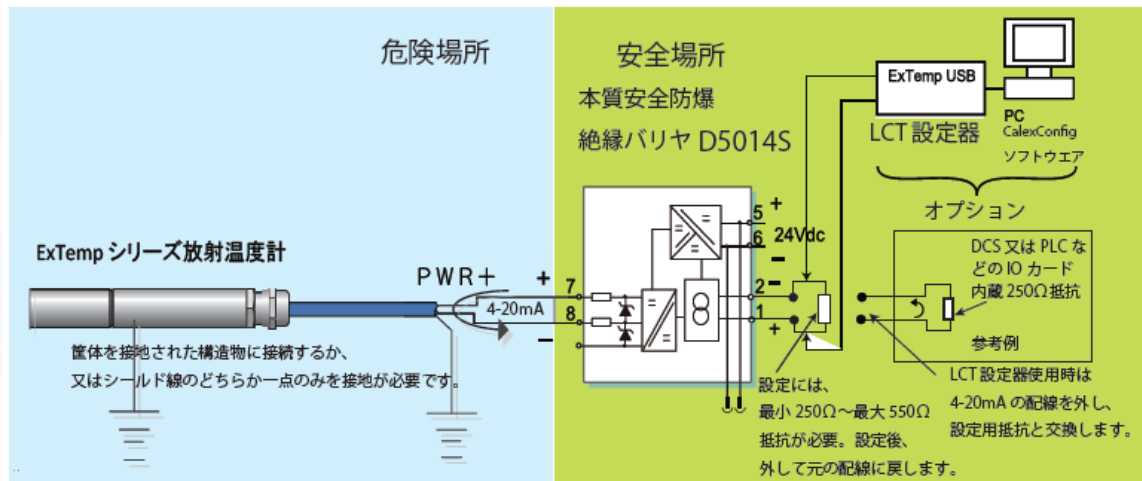 危険場所
安全場所
本質安全防爆
絶縁バリヤ D5014S
ExTemp USB
LCT 設定器
PC
CalexConfig
ソフトウエア
オプション
ExTemp シリーズ放射温度計
PWR＋
4-20mA
+
−
7
8
5
+
6
24Vdc
−
2
−
1
+
DCS 又は PLC な
どの IO カード
内蔵 250Ω 抵抗
参考例
筐体を接地された構造物に接続するか、
又はシールド線のどちらか一点のみを接地が必要です。
設定には、
最小 250Ω～最大 550Ω
抵抗が必要。設定後、
外して元の配線に戻します。
LCT 設定器使用時は
4-20mA の配線を外し、
設定用抵抗と交換します。